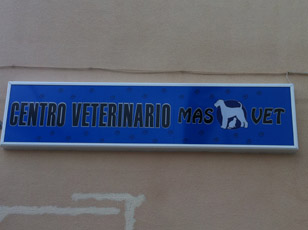 CENTRO VETERINARIO MAS VET